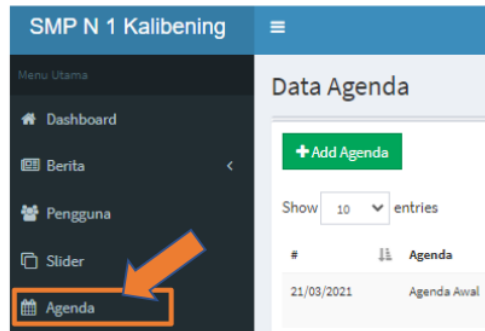 SMP N 1 Kalibening
Menu Utama
Dashboard
Berita
Pengguna
Slider
Agenda
Data Agenda
+ Add Agenda
Show 10 entries
# Agenda
21/03/2021 Agenda Awal